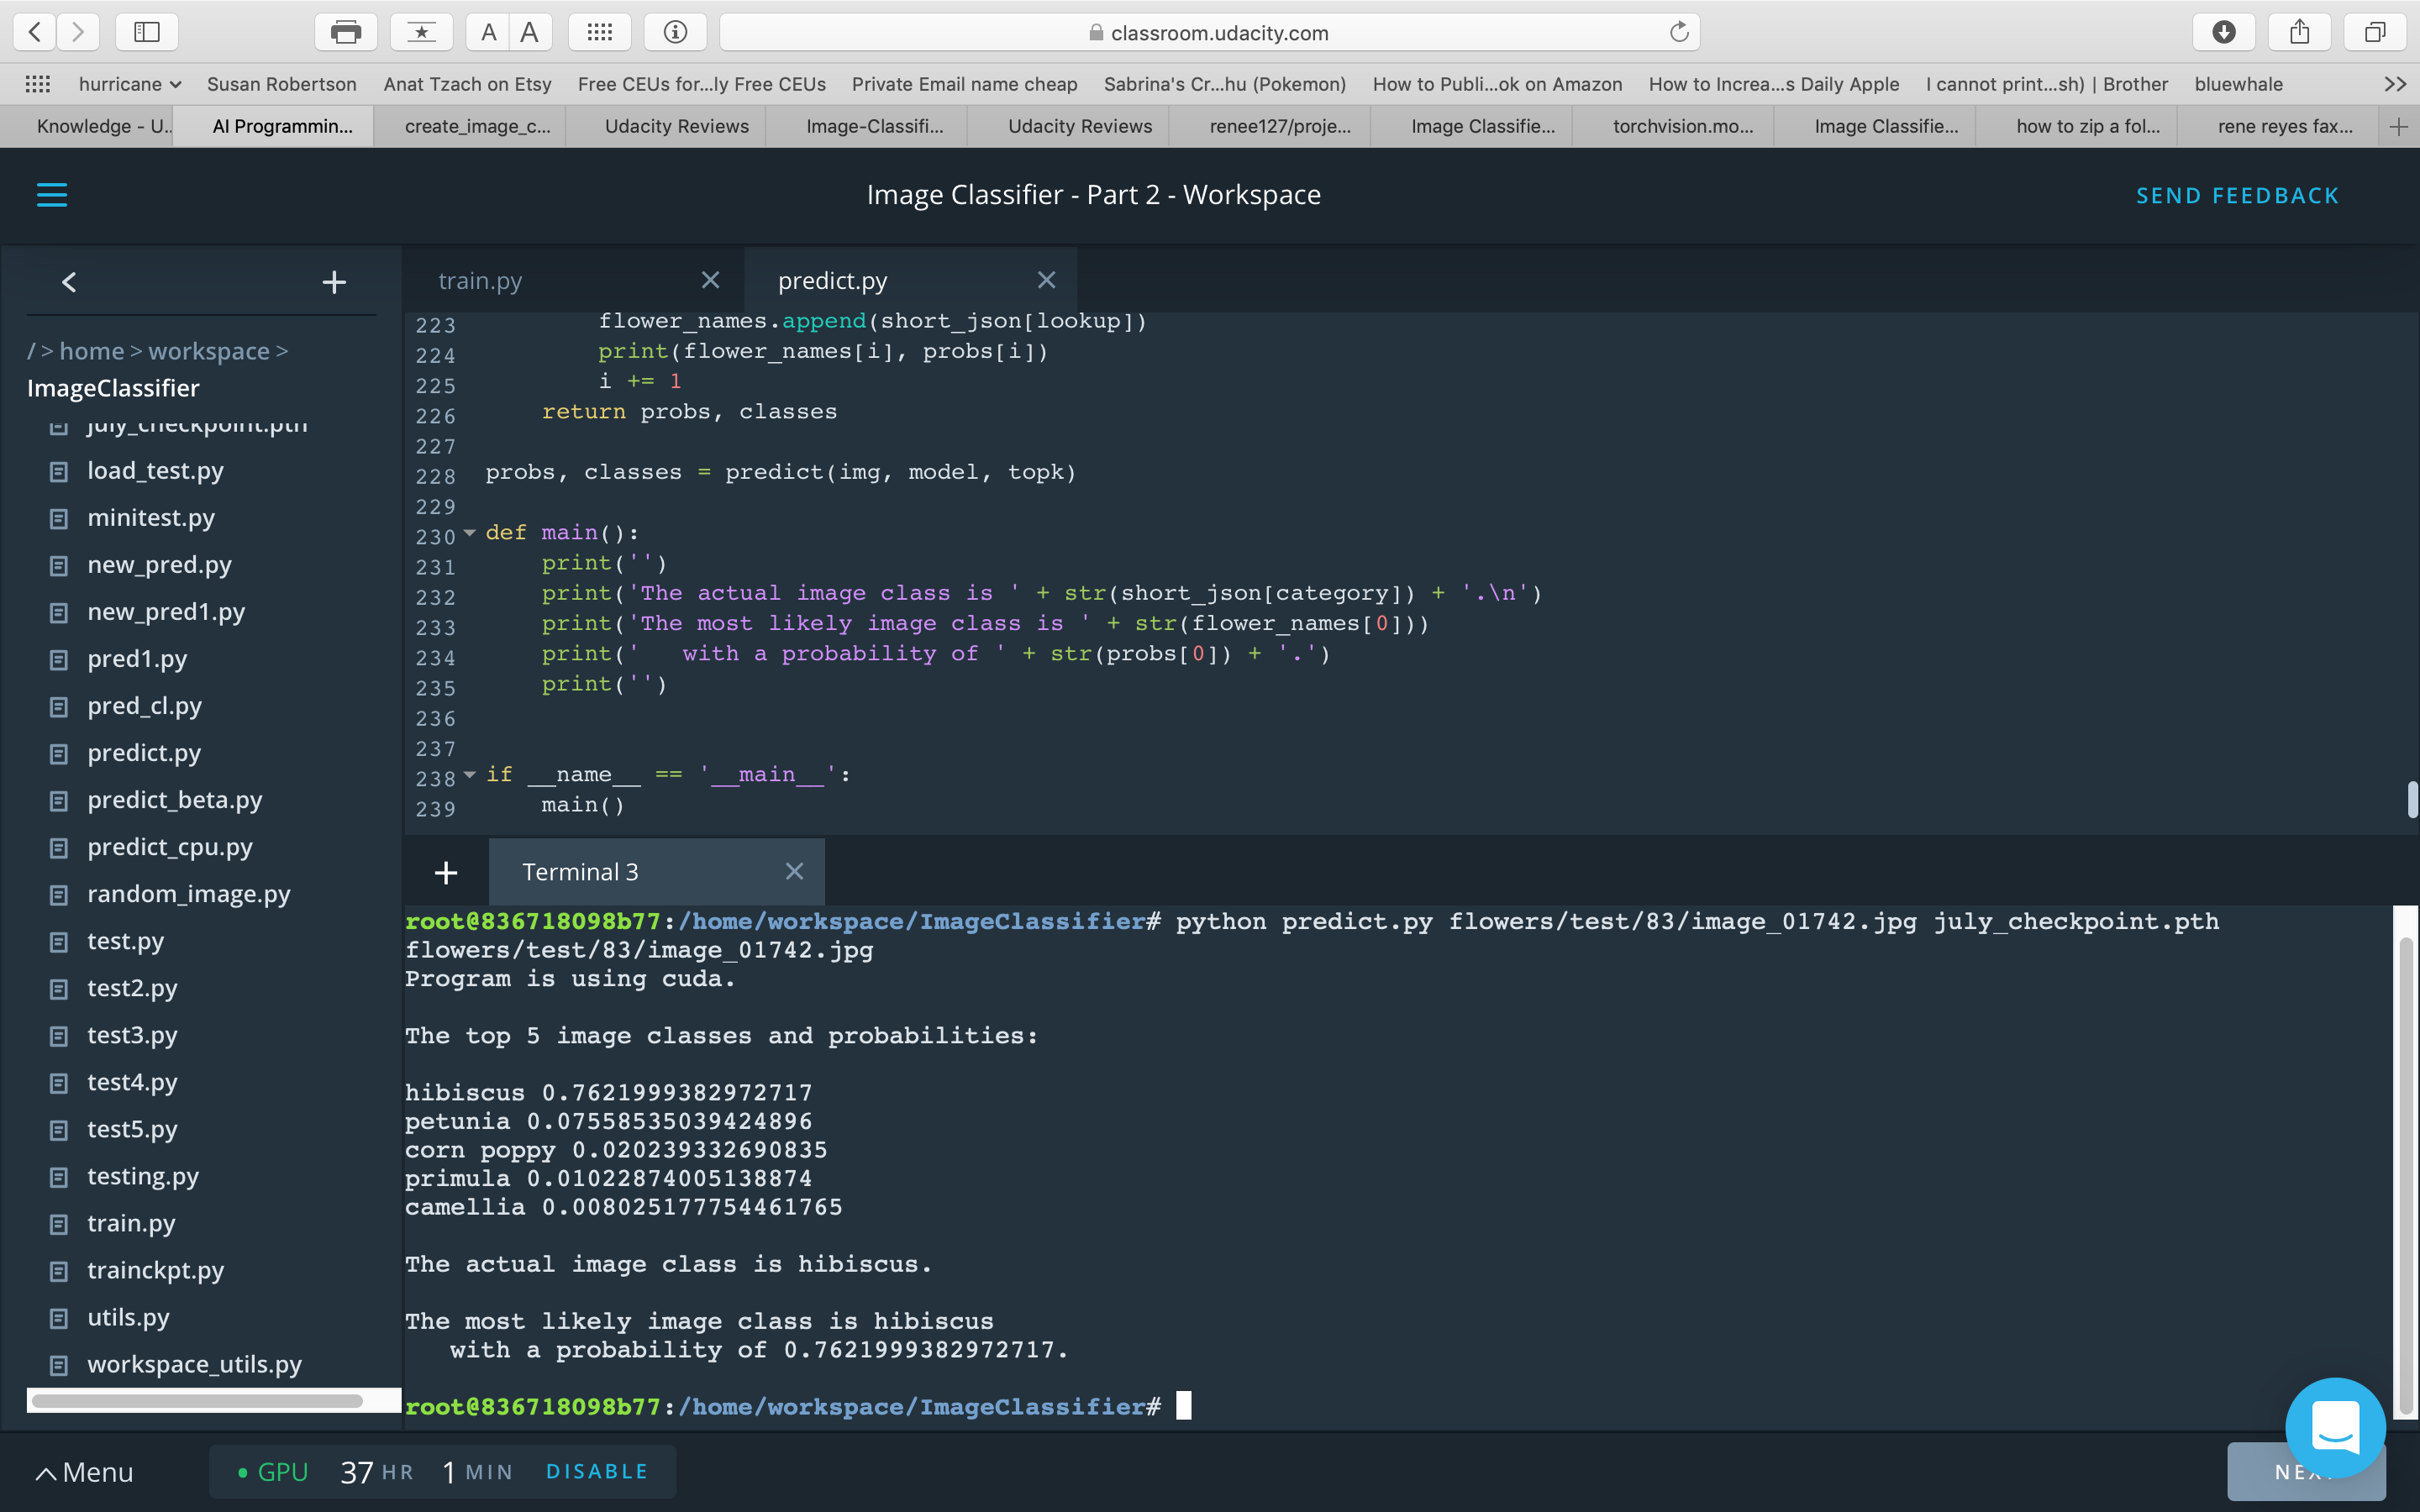 A A
classroom.udacity.com
hurricane Susan Robertson Anat Tzach on Etsy Free CEUs for...ly Free CEUs Private Email name cheap Sabrina's Cr...hu (Pokemon) How to Publi...ok on Amazon How to Increa...s Daily Apple I cannot print...sh) | Brother bluewhale
Knowledge - U.. AI Programmin... create_image_c... Udacity Reviews Image-Classifi... Udacity Reviews renee127/proje... Image Classifie... torchvision.mo... Image Classifie... how to zip a fol... rene reyes fax...
Image Classifier - Part 2 - Workspace
SEND FEEDBACK
/ > home > workspace >
ImageClassifier
july_checkpoint.pth
load_test.py
minitest.py
new_pred.py
new_pred1.py
pred1.py
pred_cl.py
predict.py
predict_beta.py
predict_cpu.py
random_image.py
test.py
test2.py
test3.py
test4.py
test5.py
testing.py
train.py
trainckpt.py
utils.py
workspace_utils.py
train.py predict.py
223 flower_names.append(short_json[lookup])
224 print(flower_names[i], probs[i])
225 i += 1
226 return probs, classes
227
228 probs, classes = predict(img, model, topk)
229
230 def main():
231 print('')
232 print('The actual image class is ' + str(short_json[category]) + '.\n')
233 print('The most likely image class is ' + str(flower_names[0]))
234 print('   with a probability of ' + str(probs[0]) + '.')
235 print('')
236
237
238 if __name__ == '__main__':
239 main()
Terminal 3
root@836718098b77:/home/workspace/ImageClassifier# python predict.py flowers/test/83/image_01742.jpg july_checkpoint.pth
flowers/test/83/image_01742.jpg
Program is using cuda.
The top 5 image classes and probabilities:
hibiscus 0.7621999382972717
petunia 0.07558535039424896
corn poppy 0.020239332690835
primula 0.01022874005138874
camellia 0.008025177754461765
The actual image class is hibiscus.
The most likely image class is hibiscus
   with a probability of 0.7621999382972717.
root@836718098b77:/home/workspace/ImageClassifier#
Menu
GPU 37 HR 1 MIN DISABLE